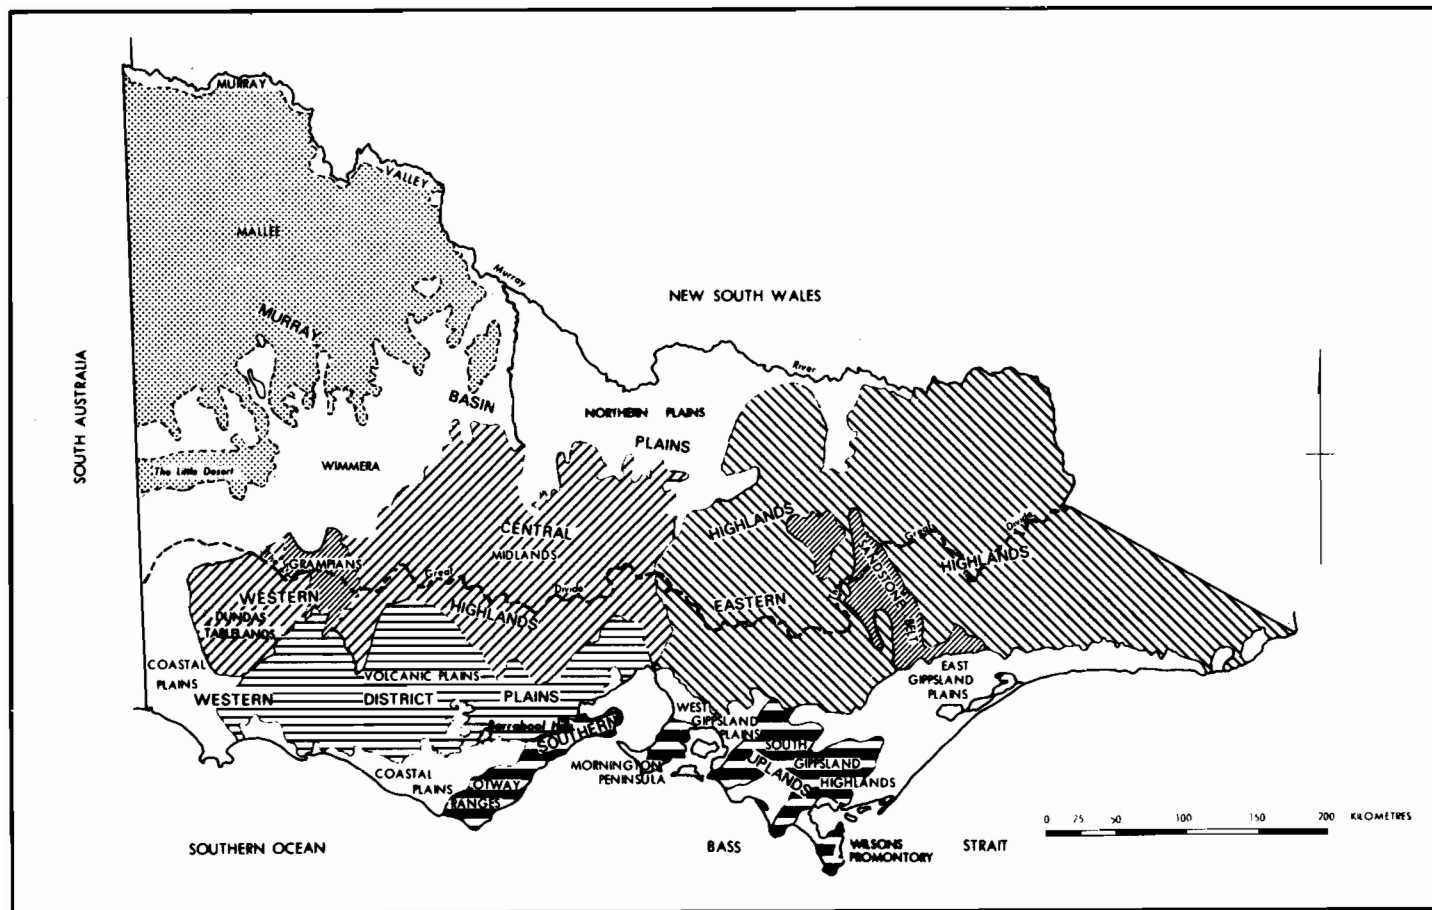 MURRAY
VALLEY
MALLEE
Murray
NEW SOUTH WALES
MURRAY
River
SOUTH AUSTRALIA
BASIN
NORTHERN PLAINS
PLAINS
The Little Desert
WIMMERA
CENTRAL
MIDLANDS
HIGHLANDS
Great
Divide
HIGHLANDS
SANDSTONE
BELT
GRAMPIANS
Great
Divide
WESTERN
HIGHLANDS
EASTERN
DUNDAS
TABLELANDS
COASTAL
PLAINS
VOLCANIC PLAINS
WESTERN
DISTRICT
PLAINS
EAST
GIPPSLAND
PLAINS
WEST
GIPPSLAND
PLAINS
Barrabool Hills
SOUTHERN
SOUTH
GIPPSLAND
HIGHLANDS
UPLANDS
MORNINGTON
PENINSULA
COASTAL
PLAINS
OTWAY
RANGES
0 25 50 100 150 200 KILOMETRES
SOUTHERN OCEAN
BASS
STRAIT
WILSONS
PROMONTORY